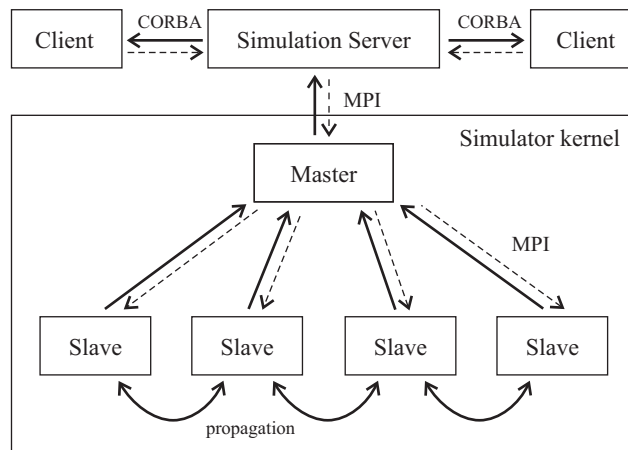 CORBA
CORBA
Client
Simulation Server
Client
MPI
Simulator kernel
Master
MPI
Slave
Slave
Slave
Slave
propagation